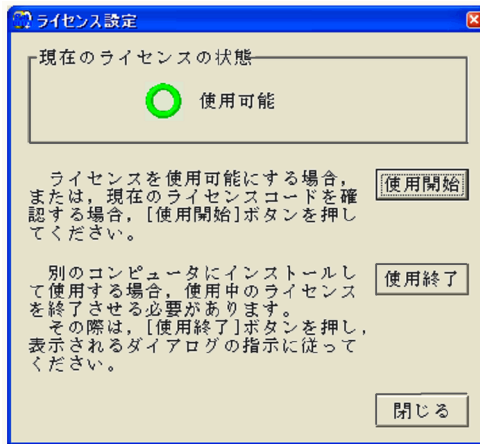 ライセンス設定
現在のライセンスの状態
使用可能
　ライセンスを使用可能にする場合,
または, 現在のライセンスコードを確
認する場合, [使用開始]ボタンを押し
てください。
使用開始
　別のコンピュータにインストールし
て使用する場合, 使用中のライセンス
を終了させる必要があります。
　その際は, [使用終了]ボタンを押し,
表示されるダイアログの指示に従って
ください。
使用終了
閉じる